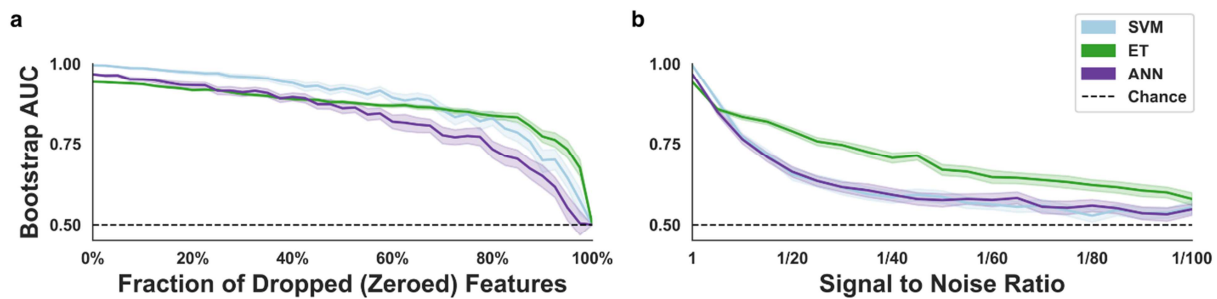 a
Bootstrap AUC
1.00
0.75
0.50
0%
20%
40%
60%
80%
100%
Fraction of Dropped (Zeroed) Features
b
SVM
ET
ANN
Chance
1.00
0.75
0.50
1
1/20
1/40
1/60
1/80
1/100
Signal to Noise Ratio